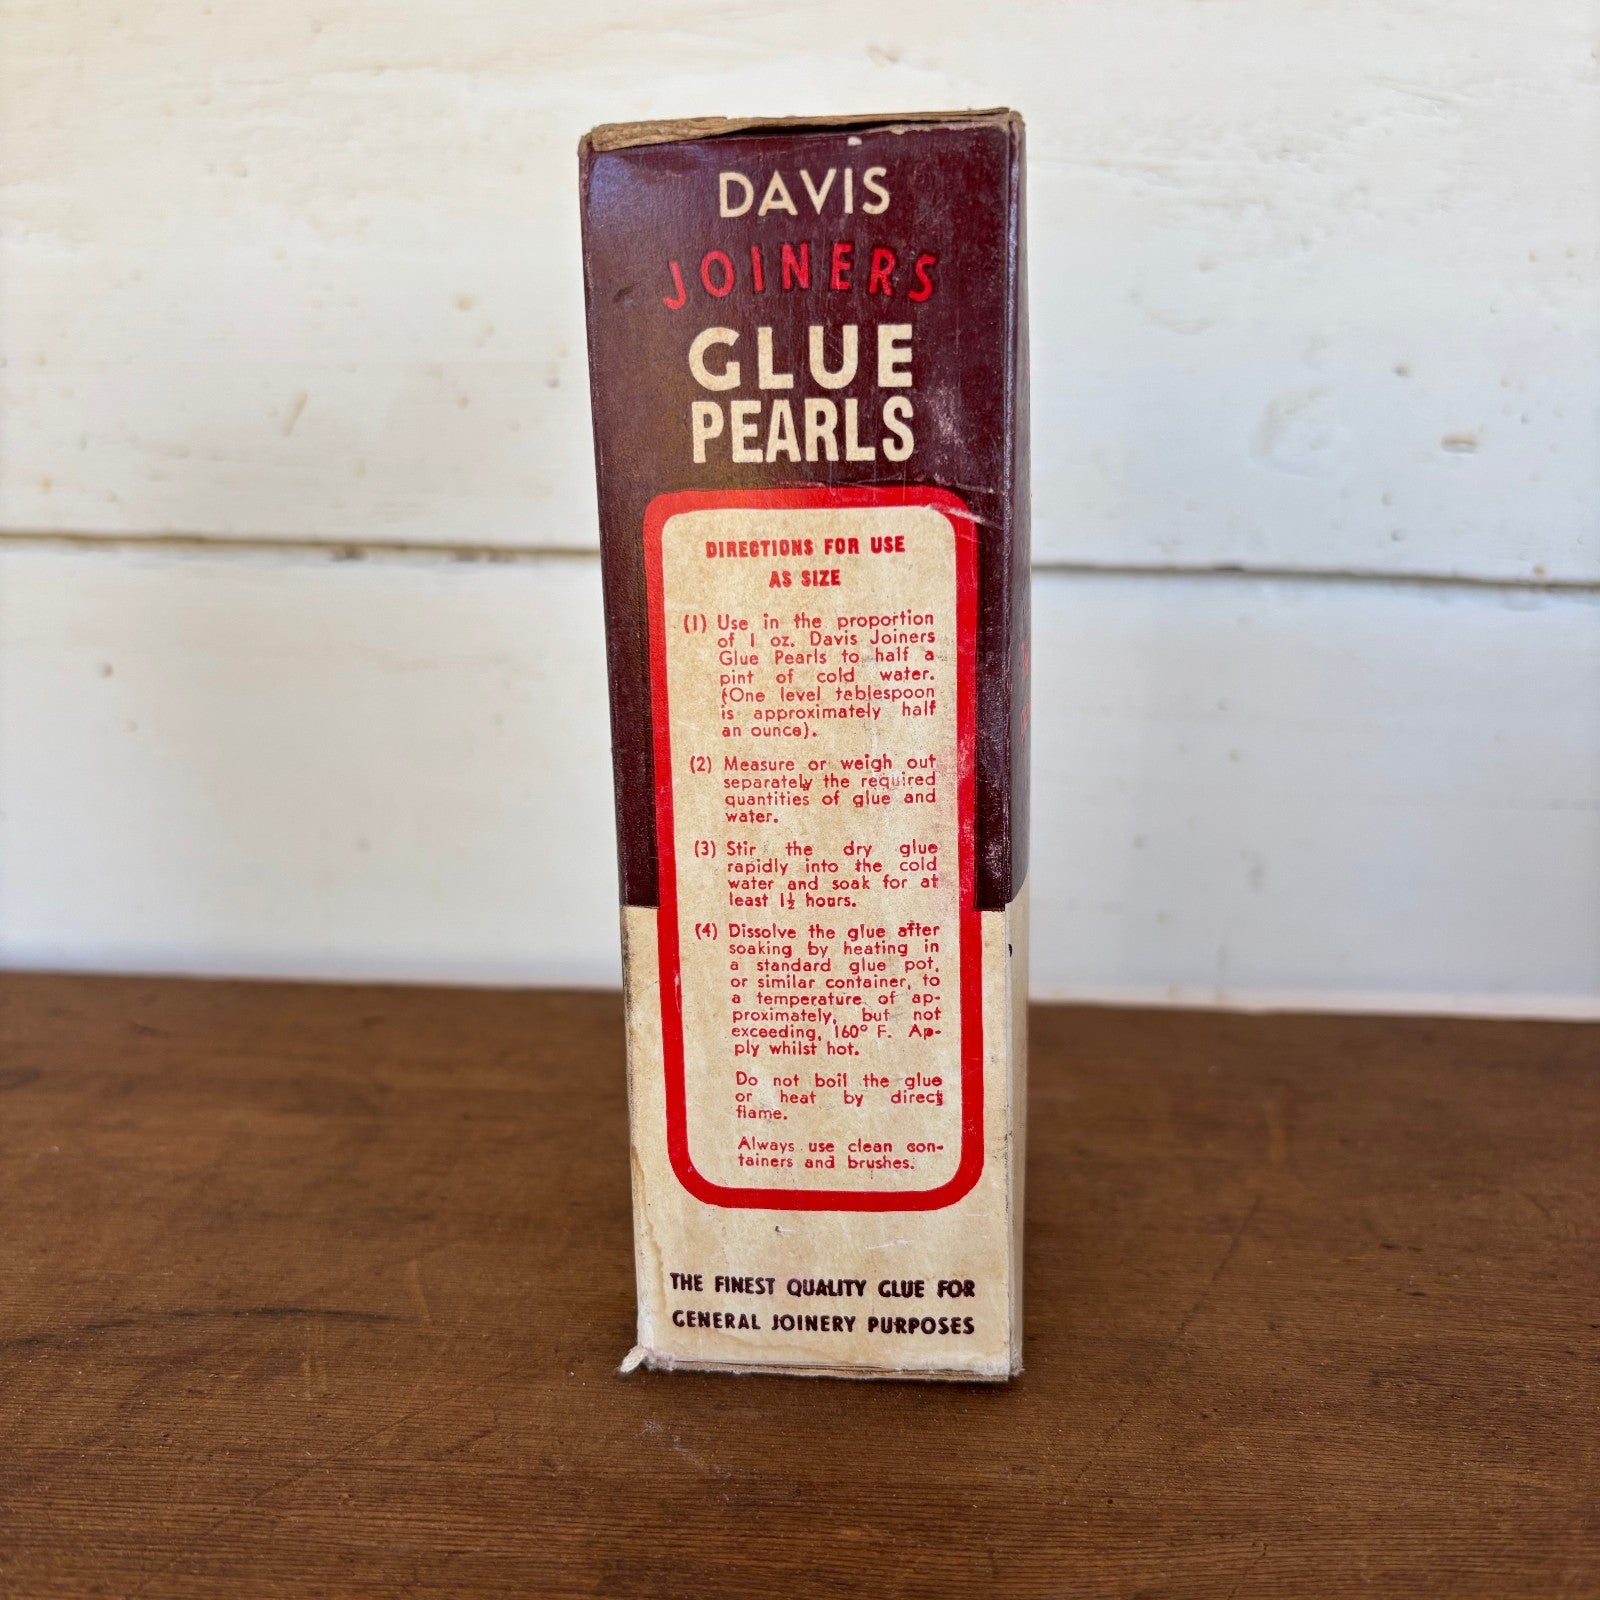 DAVIS
JOINERS
GLUE
PEARLS
DIRECTIONS FOR USE
AS SIZE
(1) Use in the proportion
of 1 oz. Davis Joiners
Glue Pearls to half a
pint of cold water.
(One level tablespoon
is approximately half
an ounce).
(2) Measure or weigh out
separately the required
quantities of glue and
water.
(3) Stir the dry glue
rapidly into the cold
water and soak for at
least 1½ hours.
(4) Dissolve the glue after
soaking by heating in
a standard glue pot,
or similar container, to
a temperature of ap-
proximately, but not
exceeding, 160° F. Ap-
ply whilst hot.
Do not boil the glue
or heat by direct
flame.
Always use clean con-
tainers and brushes.
THE FINEST QUALITY GLUE FOR
GENERAL JOINERY PURPOSES